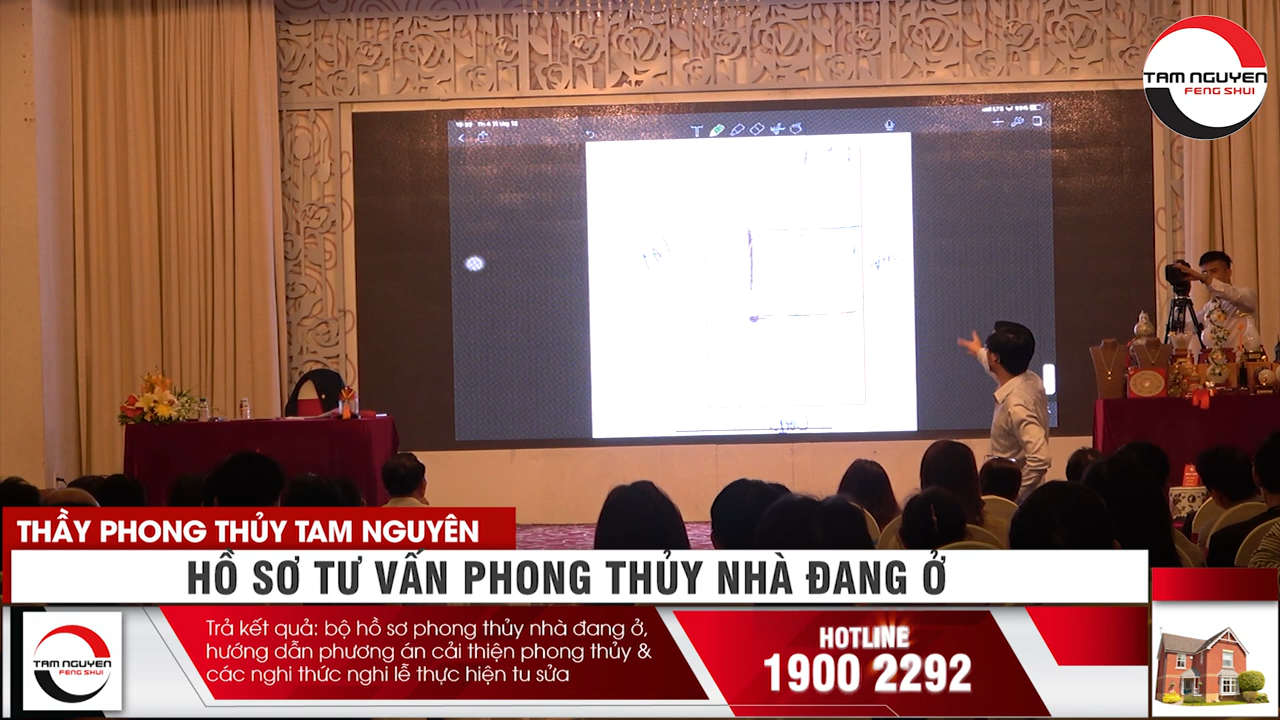 TAM NGUYEN
FENG SHUI
THẦY PHONG THỦY TAM NGUYÊN
HỒ SƠ TƯ VẤN PHONG THỦY NHÀ ĐANG Ở
TAM NGUYEN
FENG SHUI
Trả kết quả: bộ hồ sơ phong thủy nhà đang ở,
hướng dẫn phương án cải thiện phong thủy &
các nghi thức nghi lễ thực hiện tu sửa
HOTLINE
1900 2292